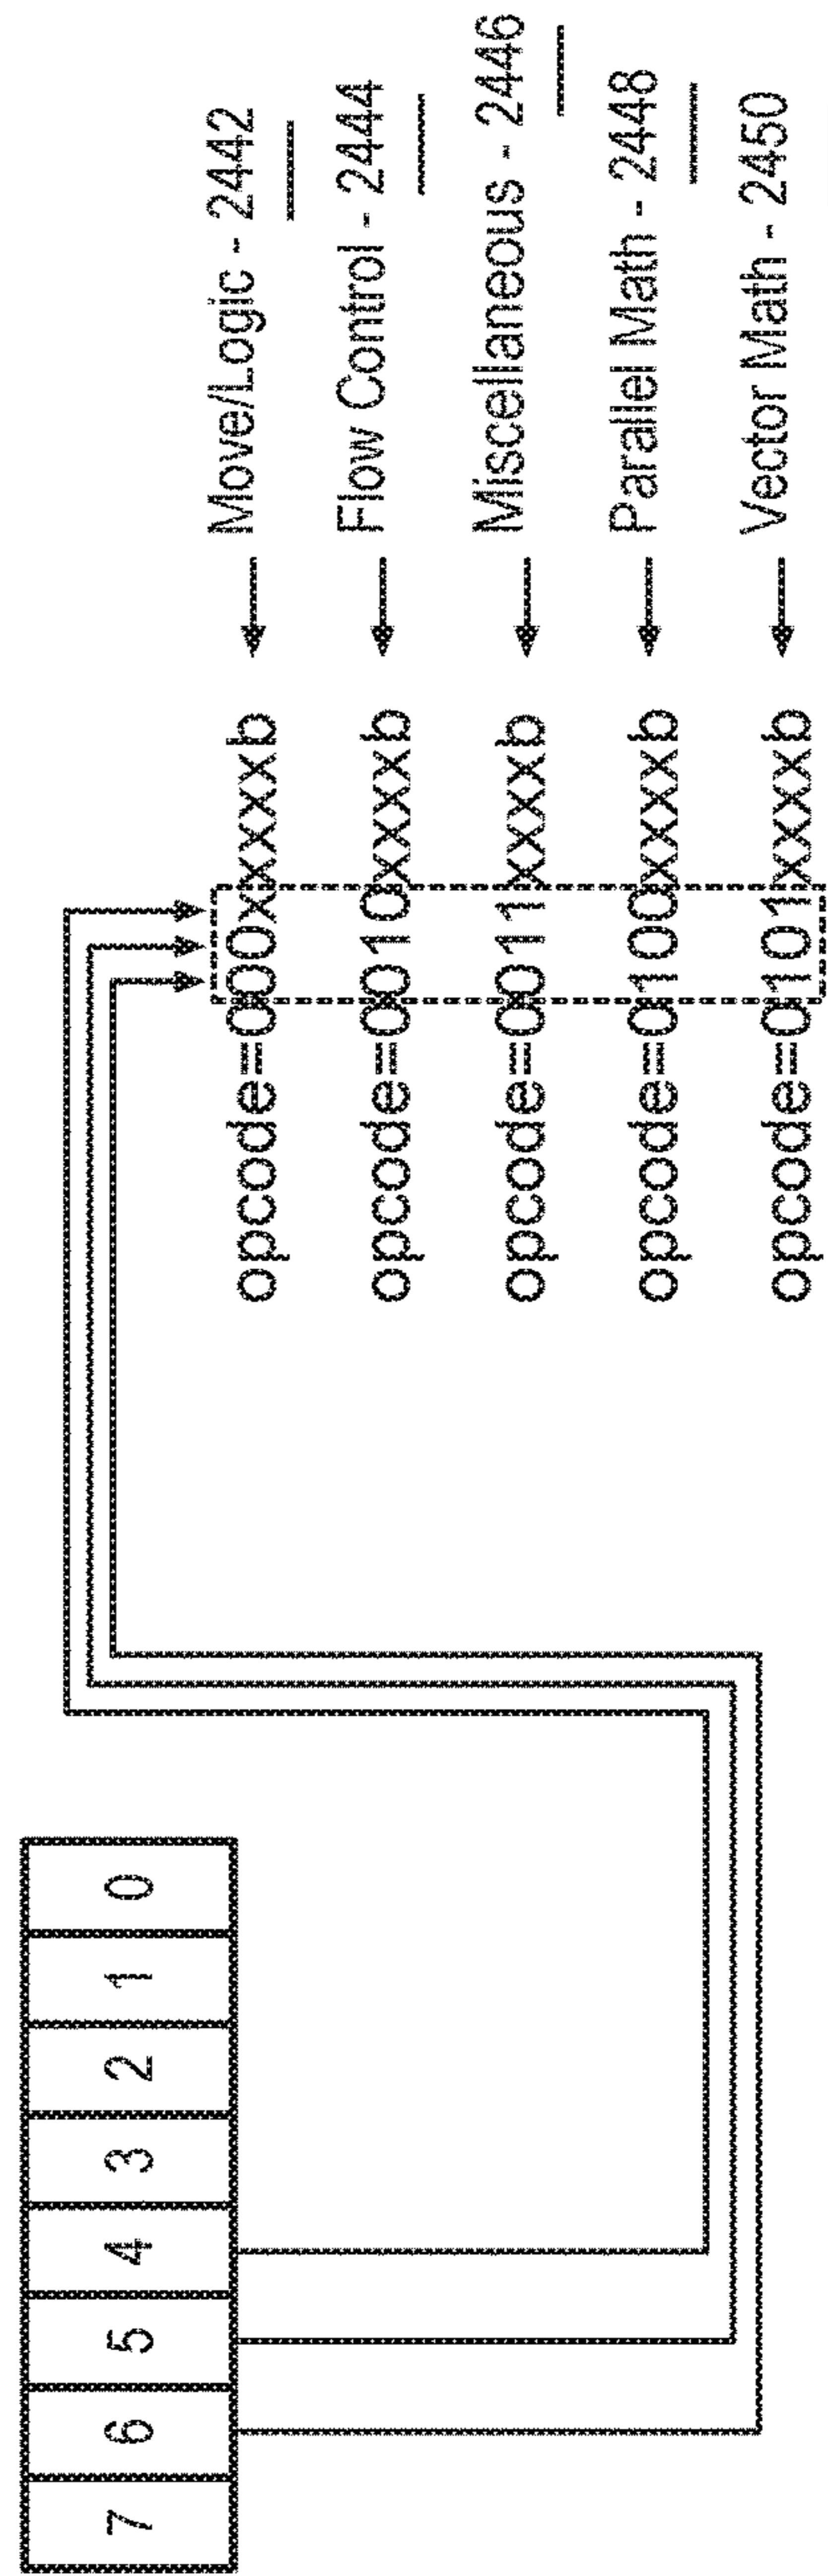 7 6 5 4 3 2 1 0
opcode=000xxxxxb Move/Logic - 2442
opcode=0010xxxxb Flow Control - 2444
opcode=0011xxxxb Miscellaneous - 2446
opcode=0100xxxxb Parallel Math - 2448
opcode=0101xxxxb Vector Math - 2450